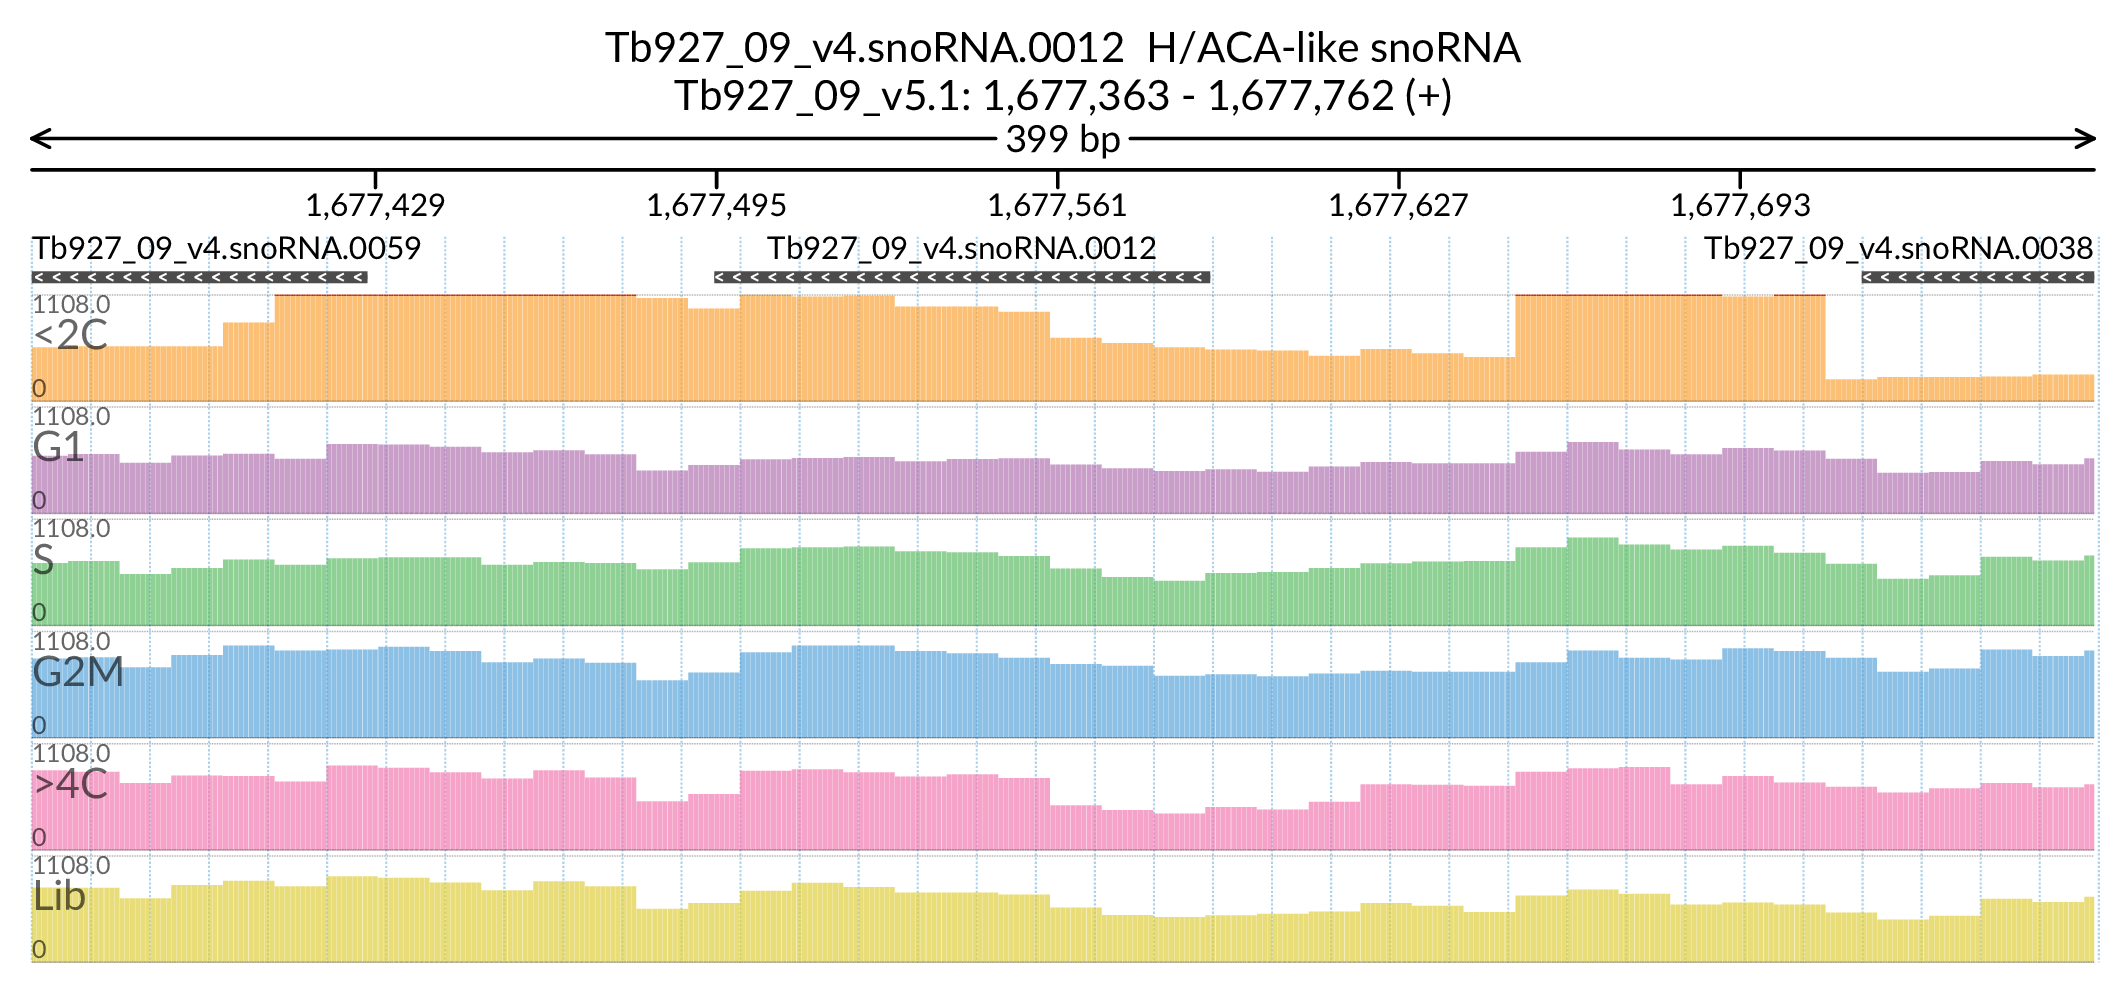 Tb927_09_v4.snoRNA.0012  H/ACA-like snoRNA
Tb927_09_v5.1: 1,677,363 - 1,677,762 (+)
399 bp
1,677,429 1,677,495 1,677,561 1,677,627 1,677,693
Tb927_09_v4.snoRNA.0059 Tb927_09_v4.snoRNA.0012 Tb927_09_v4.snoRNA.0038
1108.0
<2C
0
1108.0
G1
0
1108.0
S
0
1108.0
G2M
0
1108.0
>4C
0
1108.0
Lib
0